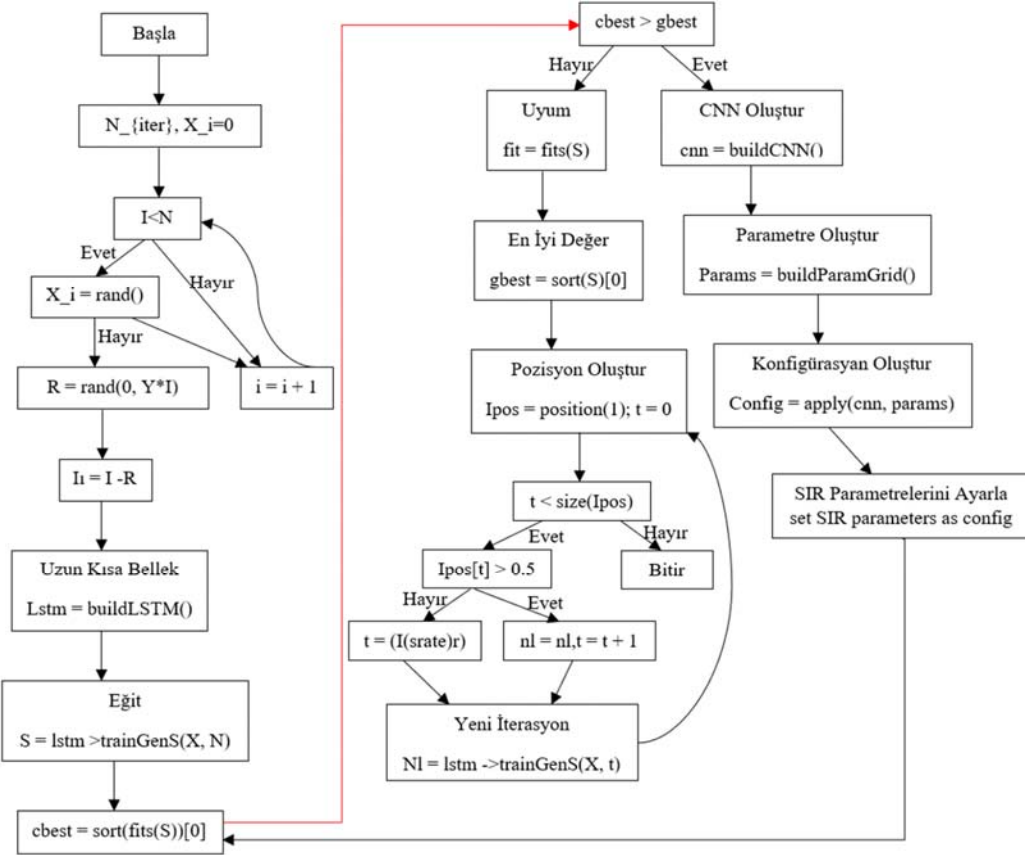 Başla
N_{iter}, X_i=0
I<N
Evet
Hayır
X_i = rand()
Hayır
R = rand(0, Y*I)
i = i + 1
Iı = I -R
Uzun Kısa Bellek
Lstm = buildLSTM()
Eğit
S = lstm >trainGenS(X, N)
cbest = sort(fits(S))[0]
cbest > gbest
Hayır
Evet
Uyum
fit = fits(S)
CNN Oluştur
cnn = buildCNN()
En İyi Değer
gbest = sort(S)[0]
Parametre Oluştur
Params = buildParamGrid()
Pozisyon Oluştur
Ipos = position(1); t = 0
Konfigürasyan Oluştur
Config = apply(cnn, params)
t < size(Ipos)
Evet
Hayır
SIR Parametrelerini Ayarla
set SIR parameters as config
Ipos[t] > 0.5
Bitir
Hayır
Evet
t = (I(srate)r)
nl = nl,t = t + 1
Yeni İterasyon
Nl = lstm ->trainGenS(X, t)